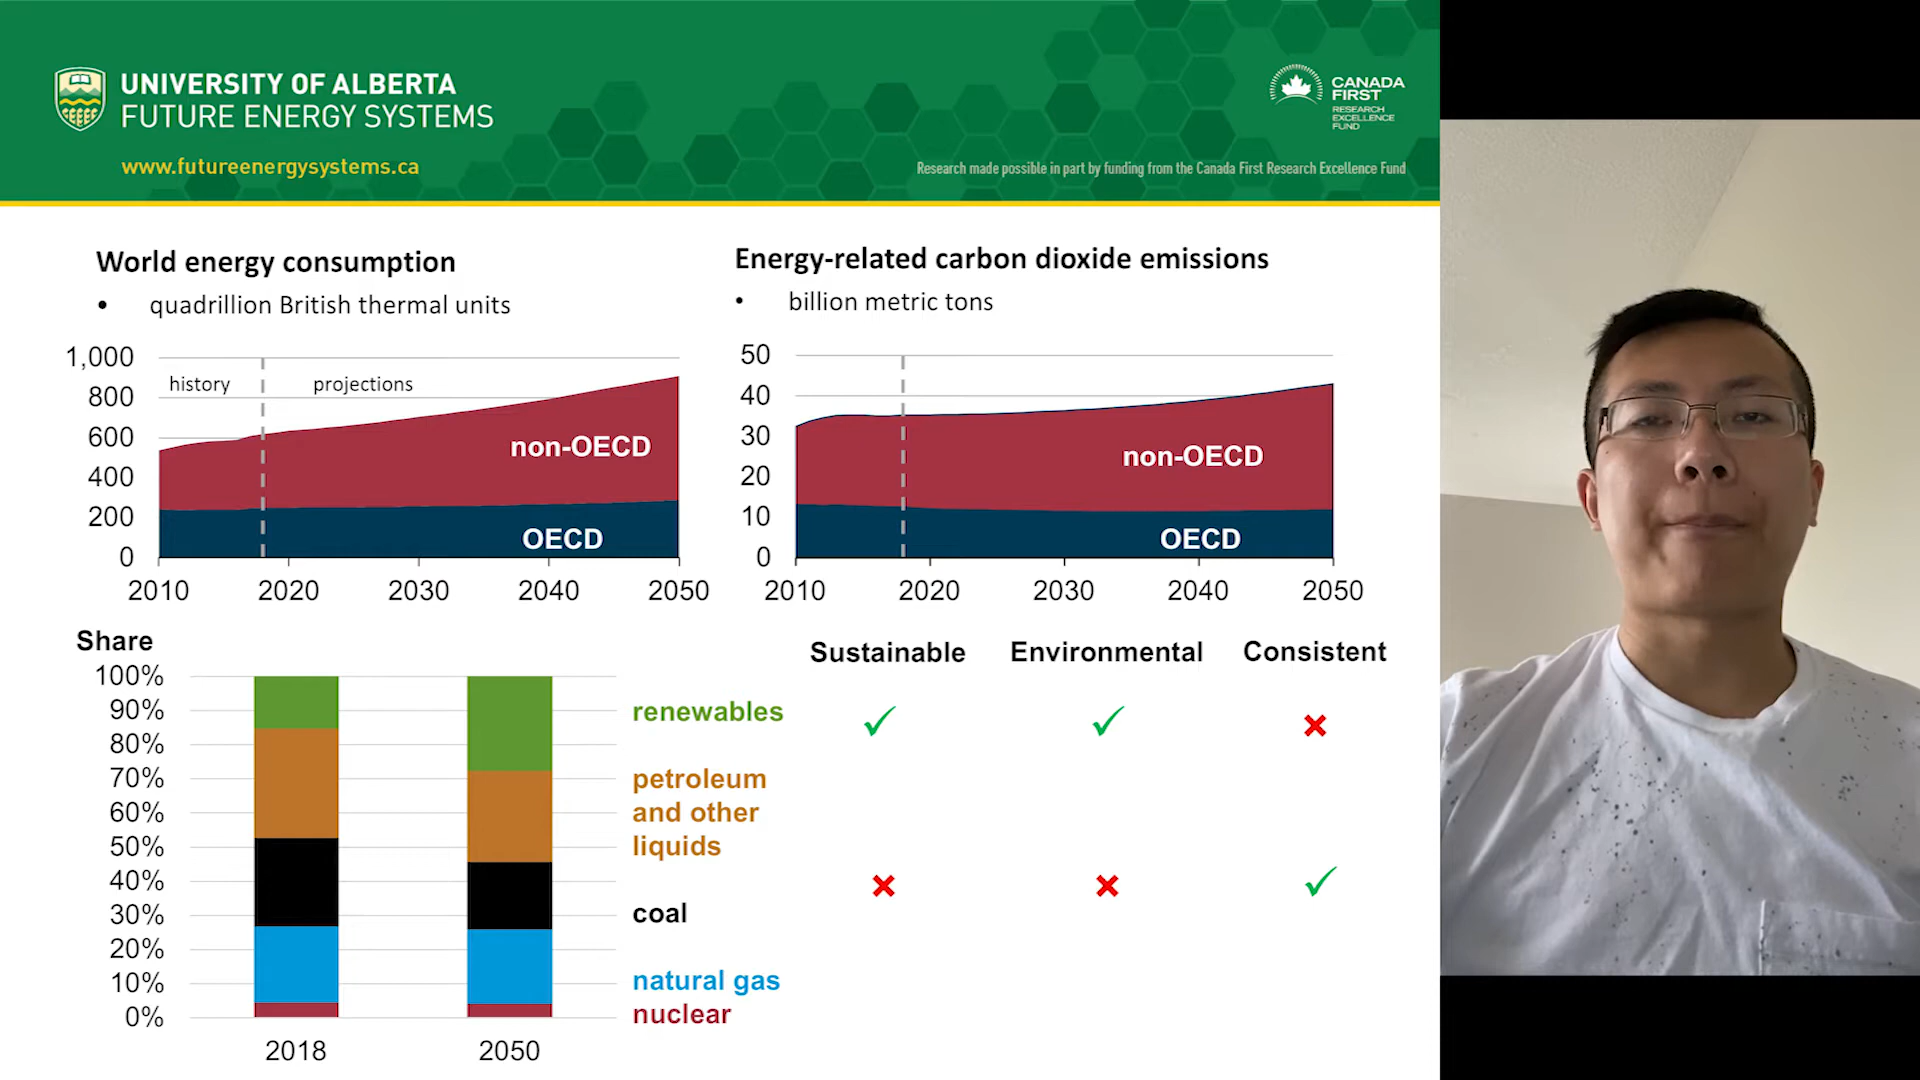 UNIVERSITY OF ALBERTA
FUTURE ENERGY SYSTEMS
www.futureenergysystems.ca
CANADA
FIRST
RESEARCH
EXCELLENCE
FUND
Research made possible in part by funding from the Canada First Research Excellence Fund
World energy consumption
• quadrillion British thermal units
1,000
800
600
400
200
0
history
projections
non-OECD
OECD
2010 2020 2030 2040 2050
Energy-related carbon dioxide emissions
• billion metric tons
50
40
30
20
10
0
non-OECD
OECD
2010 2020 2030 2040 2050
Share
100%
90%
80%
70%
60%
50%
40%
30%
20%
10%
0%
2018 2050
renewables
petroleum
and other
liquids
coal
natural gas
nuclear
Sustainable Environmental Consistent
✓ ✓ ✗
✗ ✗ ✓